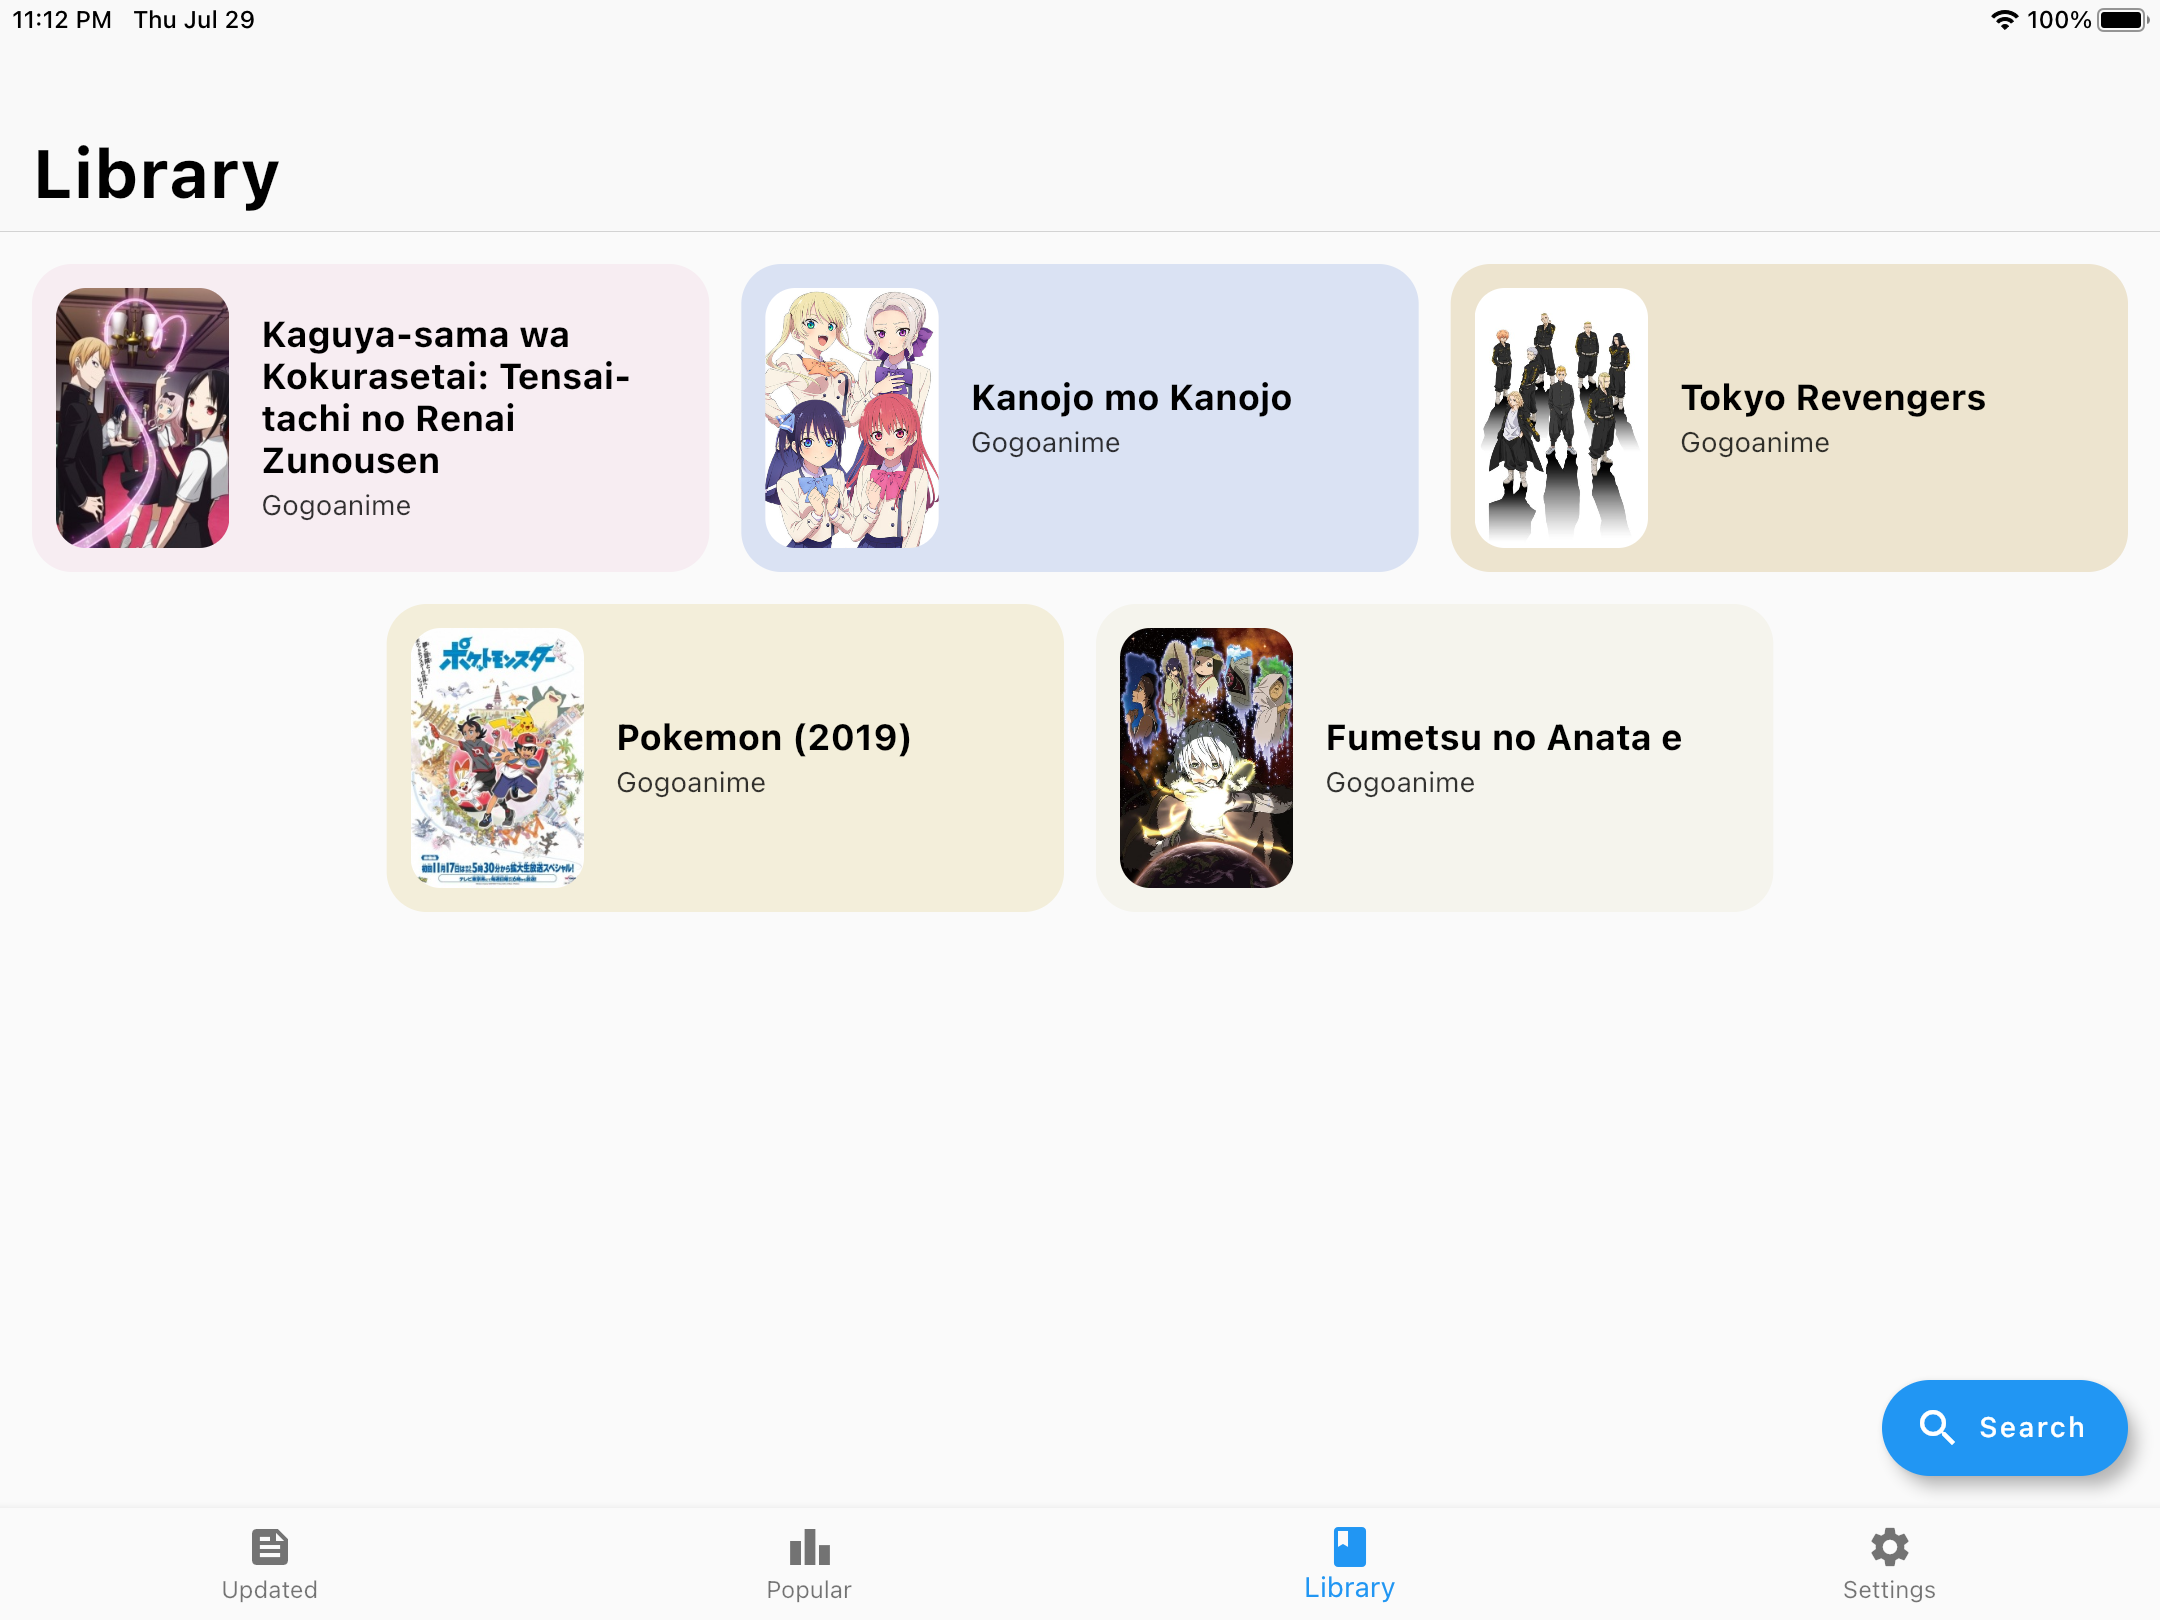 11:12 PM Thu Jul 29
100%
Library
Kaguya-sama wa
Kokurasetai: Tensai-
tachi no Renai
Zunousen
Gogoanime
Kanojo mo Kanojo
Gogoanime
Tokyo Revengers
Gogoanime
ポケットモンスター
Pokemon (2019)
Gogoanime
Fumetsu no Anata e
Gogoanime
Search
Updated
Popular
Library
Settings